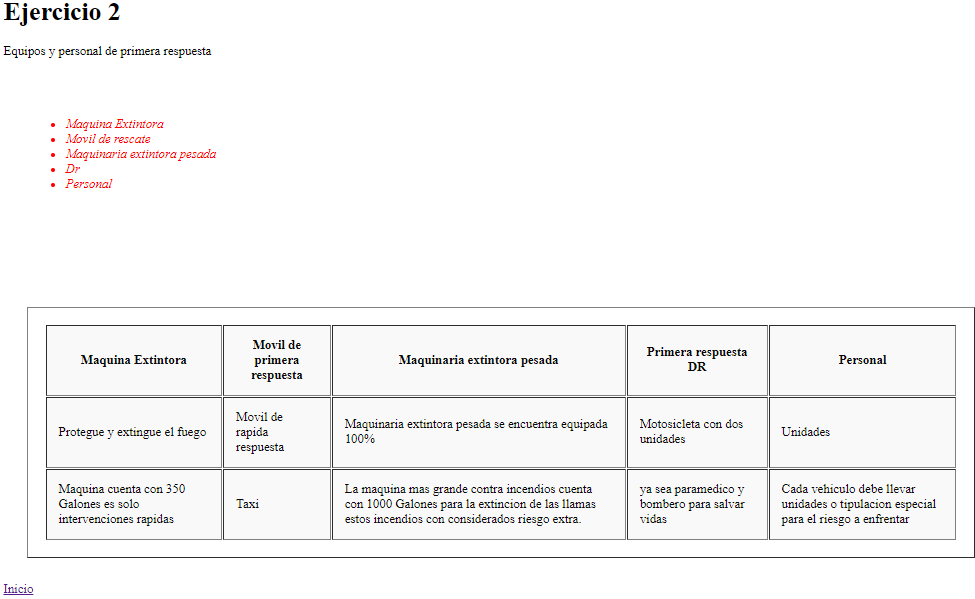 Ejercicio 2
Equipos y personal de primera respuesta
Maquina Extintora
Movil de rescate
Maquinaria extintora pesada
Dr
Personal
Maquina Extintora
Movil de
primera
respuesta
Maquinaria extintora pesada
Primera respuesta
DR
Personal
Protegue y extingue el fuego
Movil de
rapida
respuesta
Maquinaria extintora pesada se encuentra equipada
100%
Motosicleta con dos
unidades
Unidades
Maquina cuenta con 350
Galones es solo
intervenciones rapidas
Taxi
La maquina mas grande contra incendios cuenta
con 1000 Galones para la extincion de las llamas
estos incendios con considerados riesgo extra.
ya sea paramedico y
bombero para salvar
vidas
Cada vehiculo debe llevar
unidades o tipulacion especial
para el riesgo a enfrentar
Inicio